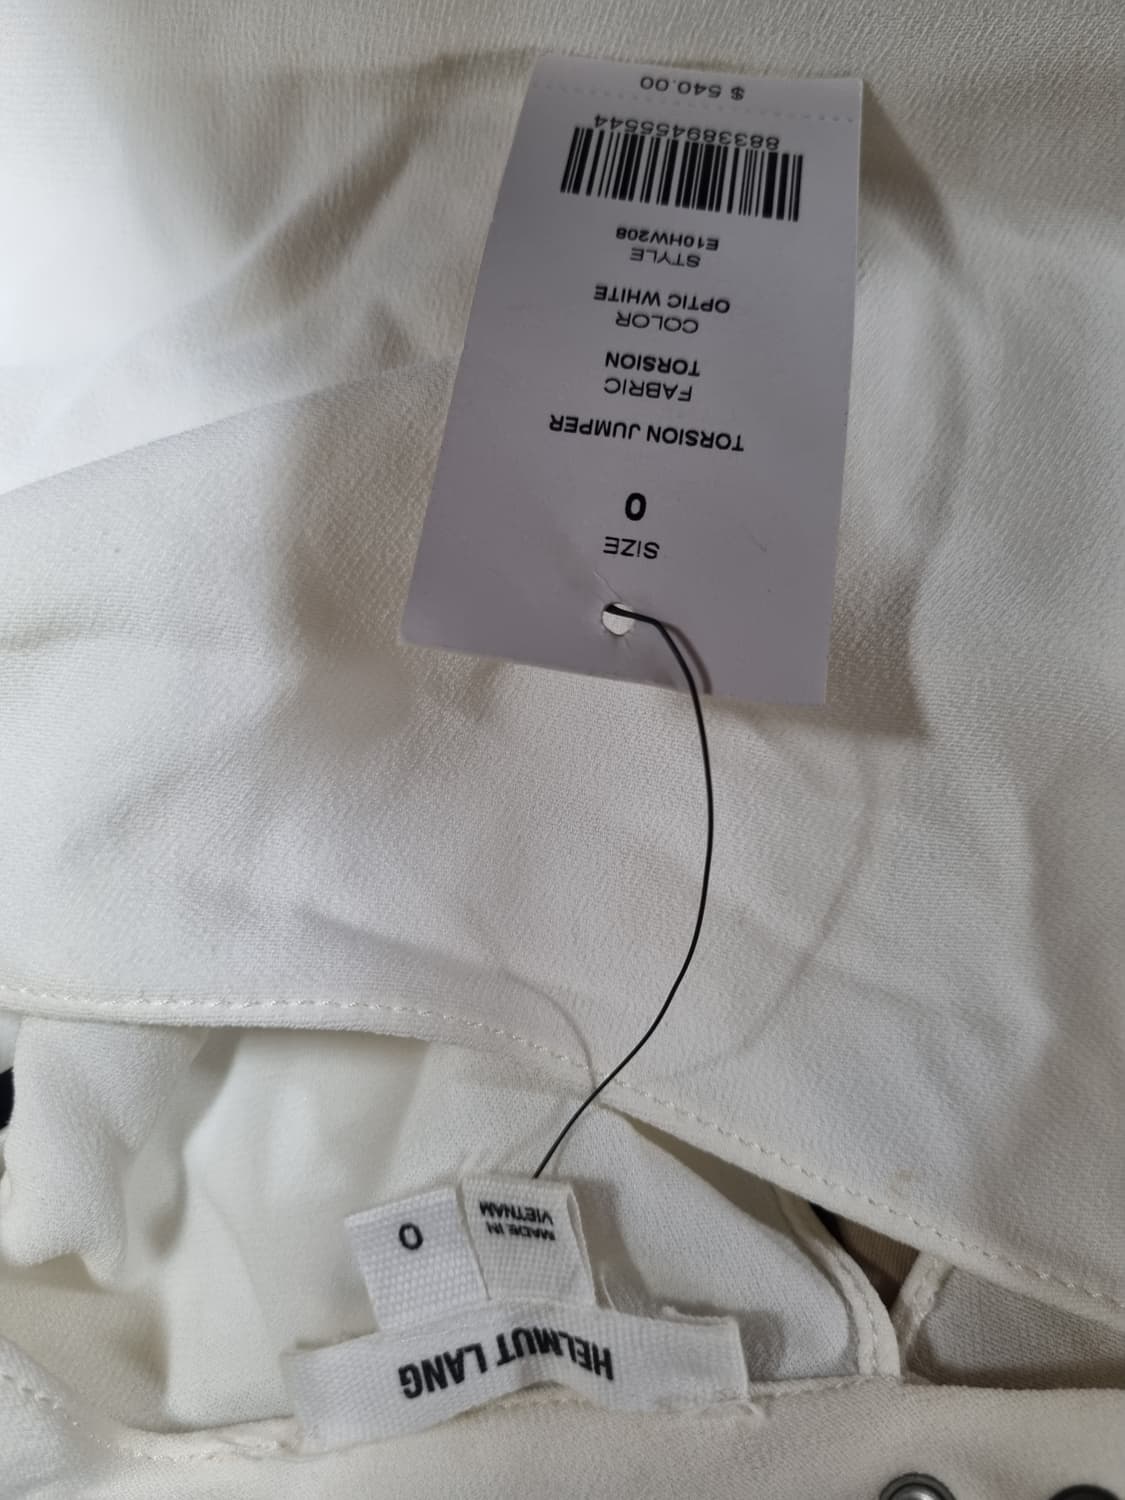 SIZE
0
TORSION JUMPER
FABRIC
TORSION
COLOR
OPTIC WHITE
STYLE
E10HW208
883389455544
$ 540.00
HELMUT LANG
MADE IN
VIETNAM
0